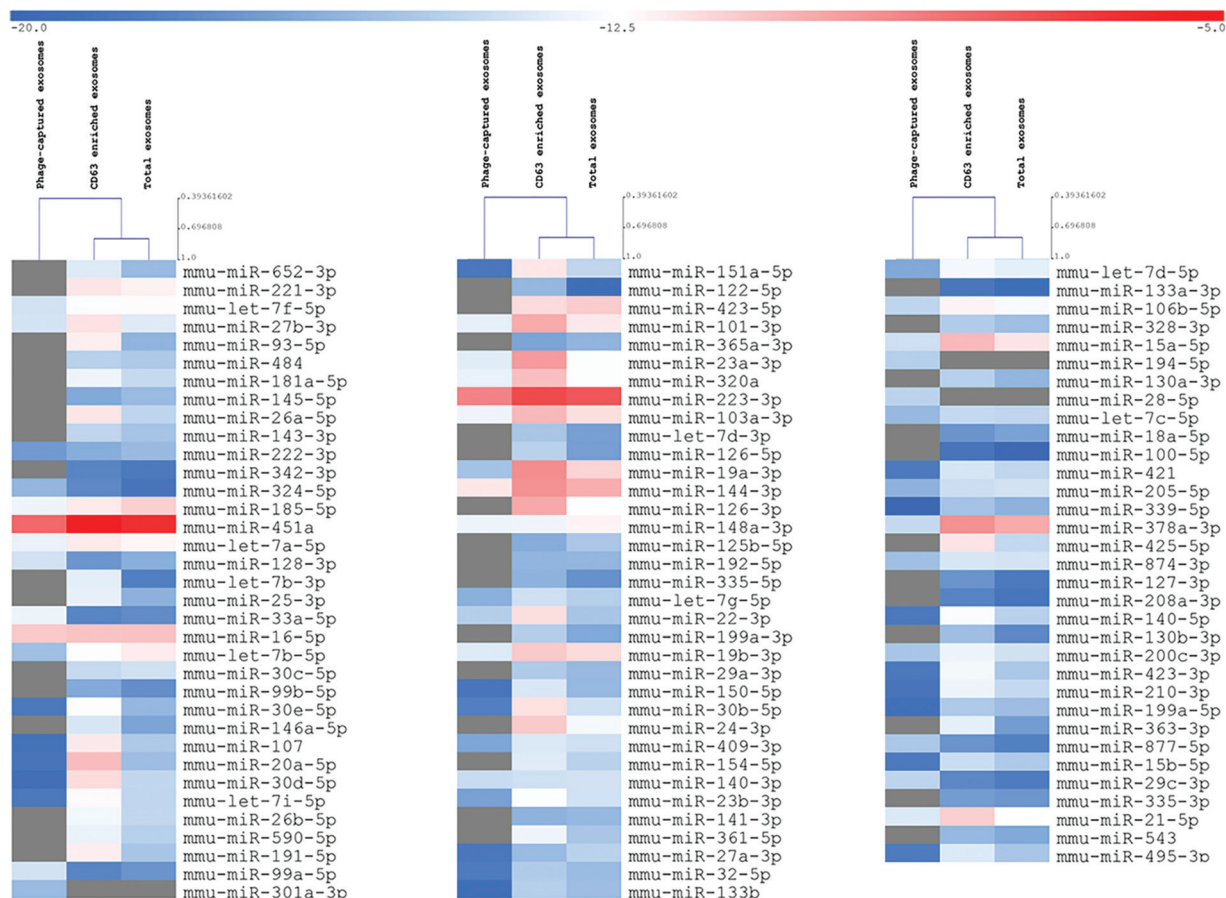 -20.0 -12.5 -5.0
Phage-captured exosomes
CD63 enriched exosomes
Total exosomes
0.39361602
0.696808
1.0
mmu-miR-652-3p
mmu-miR-221-3p
mmu-let-7f-5p
mmu-miR-27b-3p
mmu-miR-93-5p
mmu-miR-484
mmu-miR-181a-5p
mmu-miR-145-5p
mmu-miR-26a-5p
mmu-miR-143-3p
mmu-miR-222-3p
mmu-miR-342-3p
mmu-miR-324-5p
mmu-miR-185-5p
mmu-miR-451a
mmu-let-7a-5p
mmu-miR-128-3p
mmu-let-7b-3p
mmu-miR-25-3p
mmu-miR-33a-5p
mmu-miR-16-5p
mmu-let-7b-5p
mmu-miR-30c-5p
mmu-miR-99b-5p
mmu-miR-30e-5p
mmu-miR-146a-5p
mmu-miR-107
mmu-miR-20a-5p
mmu-miR-30d-5p
mmu-let-7i-5p
mmu-miR-26b-5p
mmu-miR-590-5p
mmu-miR-191-5p
mmu-miR-99a-5p
mmu-miR-301a-3p
Phage-captured exosomes
CD63 enriched exosomes
Total exosomes
0.39361602
0.696808
1.0
mmu-miR-151a-5p
mmu-miR-122-5p
mmu-miR-423-5p
mmu-miR-101-3p
mmu-miR-365a-3p
mmu-miR-23a-3p
mmu-miR-320a
mmu-miR-223-3p
mmu-miR-103a-3p
mmu-let-7d-3p
mmu-miR-126-5p
mmu-miR-19a-3p
mmu-miR-144-3p
mmu-miR-126-3p
mmu-miR-148a-3p
mmu-miR-125b-5p
mmu-miR-192-5p
mmu-miR-335-5p
mmu-let-7g-5p
mmu-miR-22-3p
mmu-miR-199a-3p
mmu-miR-19b-3p
mmu-miR-29a-3p
mmu-miR-150-5p
mmu-miR-30b-5p
mmu-miR-24-3p
mmu-miR-409-3p
mmu-miR-154-5p
mmu-miR-140-3p
mmu-miR-23b-3p
mmu-miR-141-3p
mmu-miR-361-5p
mmu-miR-27a-3p
mmu-miR-32-5p
mmu-miR-133b
Phage-captured exosomes
CD63 enriched exosomes
Total exosomes
0.39361602
0.696808
1.0
mmu-let-7d-5p
mmu-miR-133a-3p
mmu-miR-106b-5p
mmu-miR-328-3p
mmu-miR-15a-5p
mmu-miR-194-5p
mmu-miR-130a-3p
mmu-miR-28-5p
mmu-let-7c-5p
mmu-miR-18a-5p
mmu-miR-100-5p
mmu-miR-421
mmu-miR-205-5p
mmu-miR-339-5p
mmu-miR-378a-3p
mmu-miR-425-5p
mmu-miR-874-3p
mmu-miR-127-3p
mmu-miR-208a-3p
mmu-miR-140-5p
mmu-miR-130b-3p
mmu-miR-200c-3p
mmu-miR-423-3p
mmu-miR-210-3p
mmu-miR-199a-5p
mmu-miR-363-3p
mmu-miR-877-5p
mmu-miR-15b-5p
mmu-miR-29c-3p
mmu-miR-335-3p
mmu-miR-21-5p
mmu-miR-543
mmu-miR-495-3p